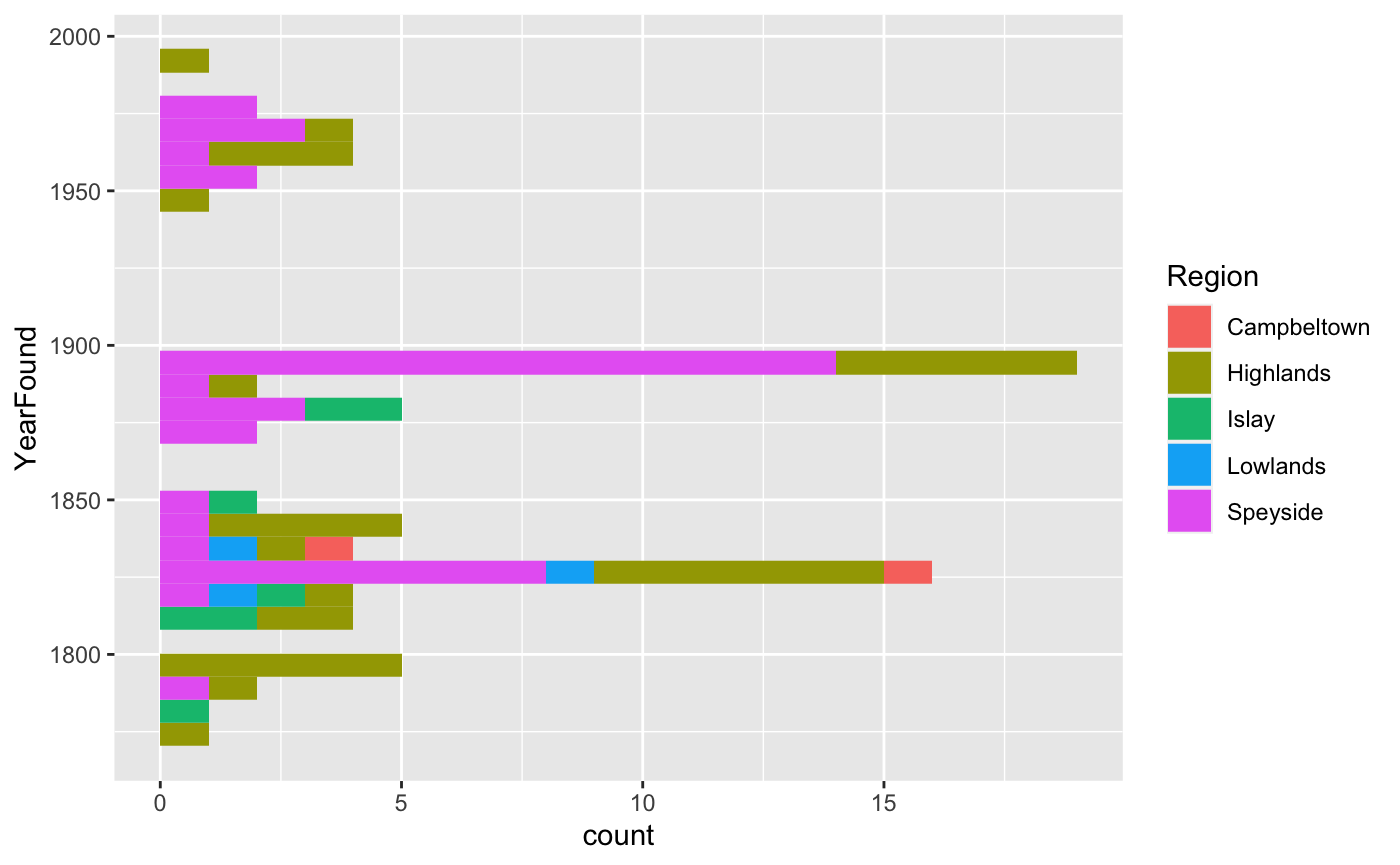 2000
1950
1900
1850
1800
YearFound
0 5 10 15
count
Region
Campbeltown
Highlands
Islay
Lowlands
Speyside